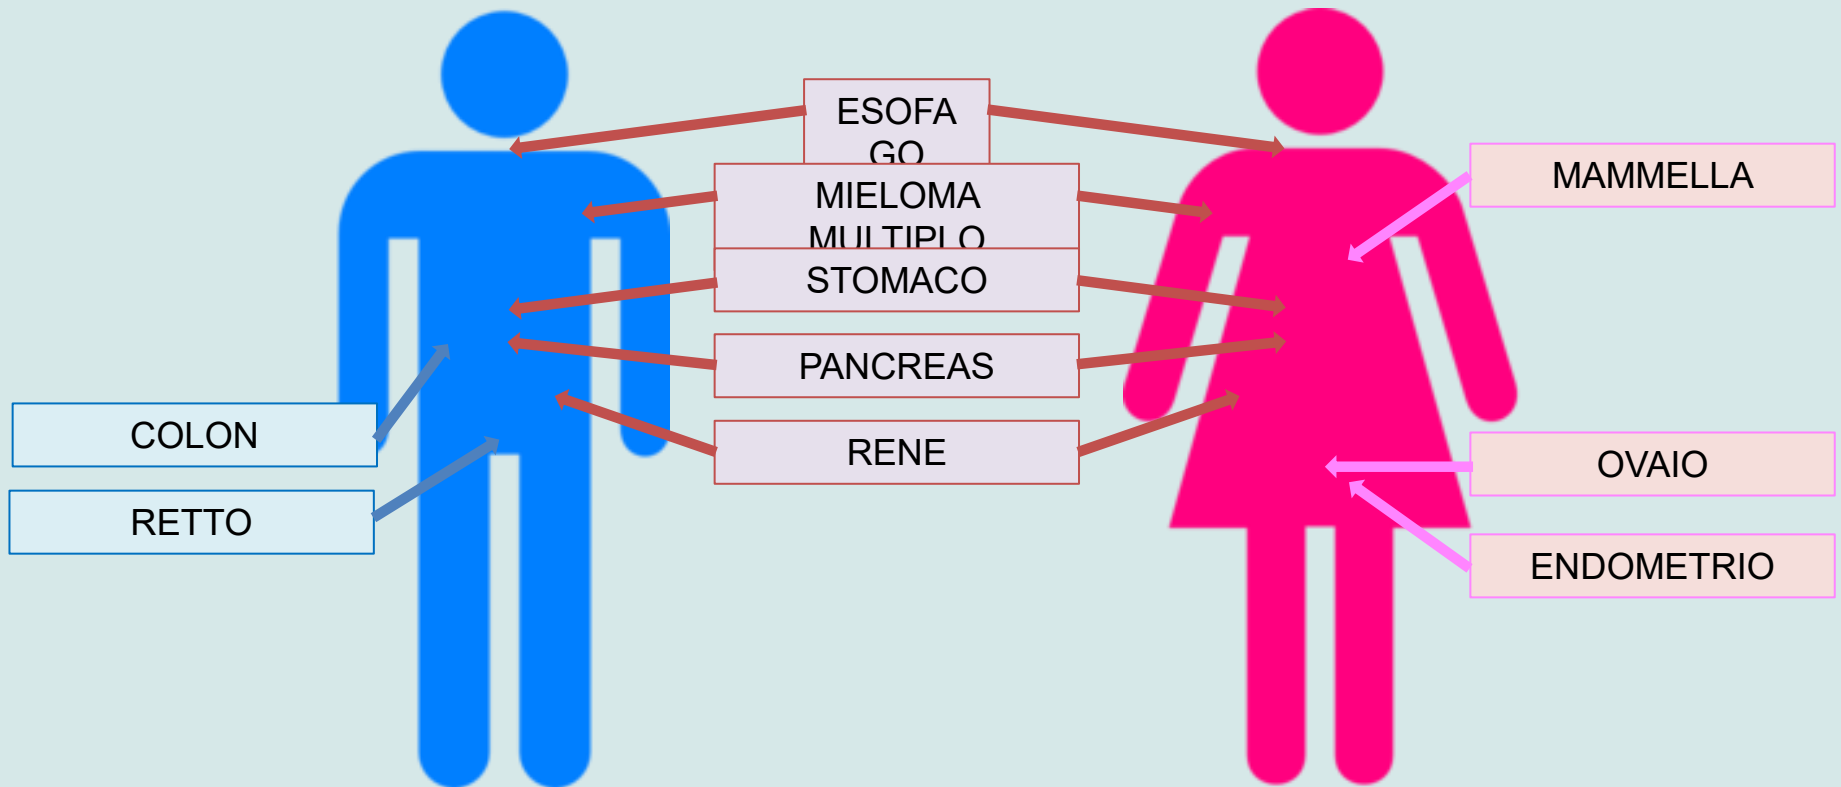 ESOFA
GO
MIELOMA
MULTIPLO
STOMACO
PANCREAS
RENE
COLON
RETTO
MAMMELLA
OVAIO
ENDOMETRIO